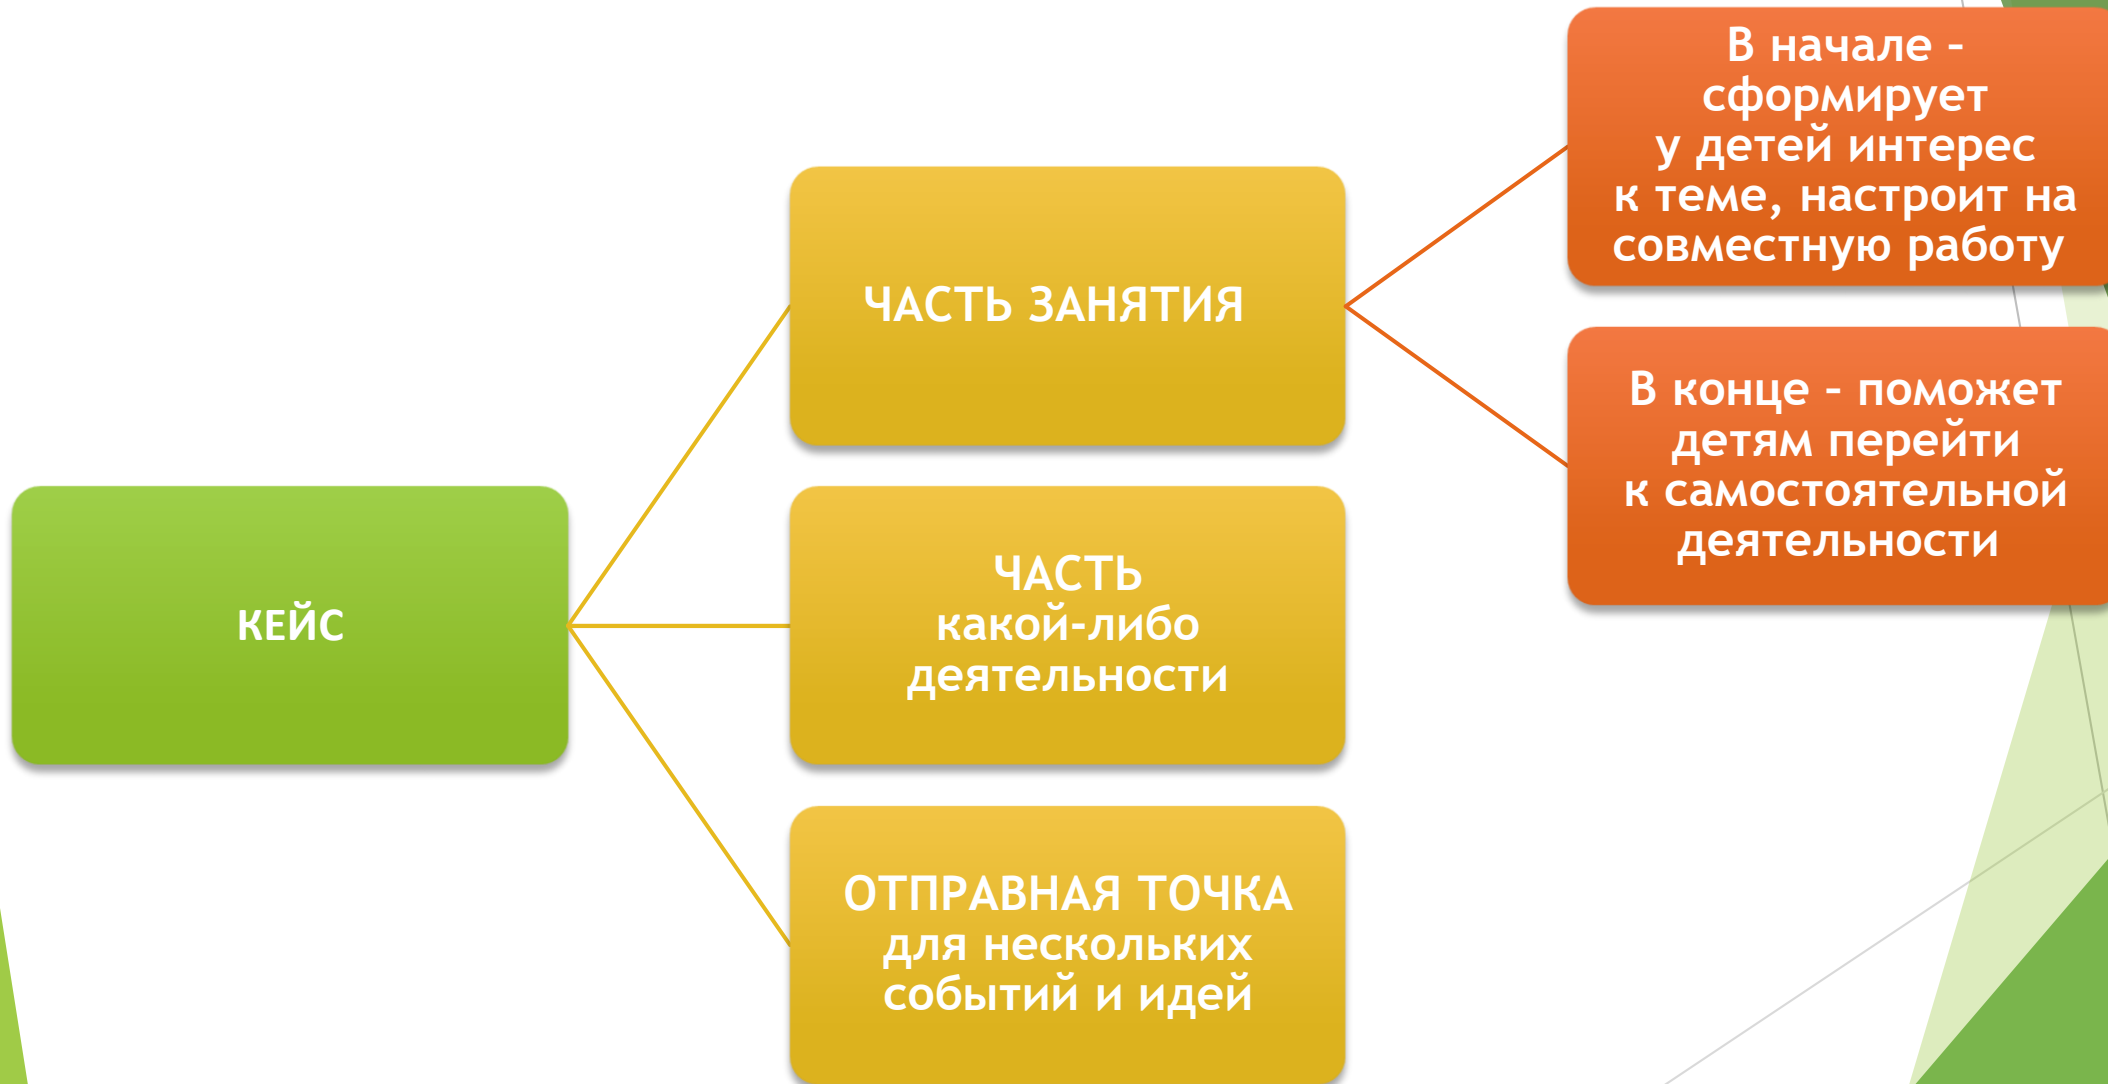 КЕЙС
ЧАСТЬ ЗАНЯТИЯ
В начале -
сформирует
у детей интерес
к теме, настроит на
совместную работу
В конце - поможет
детям перейти
к самостоятельной
деятельности
ЧАСТЬ
какой-либо
деятельности
ОТПРАВНАЯ ТОЧКА
для нескольких
событий и идей